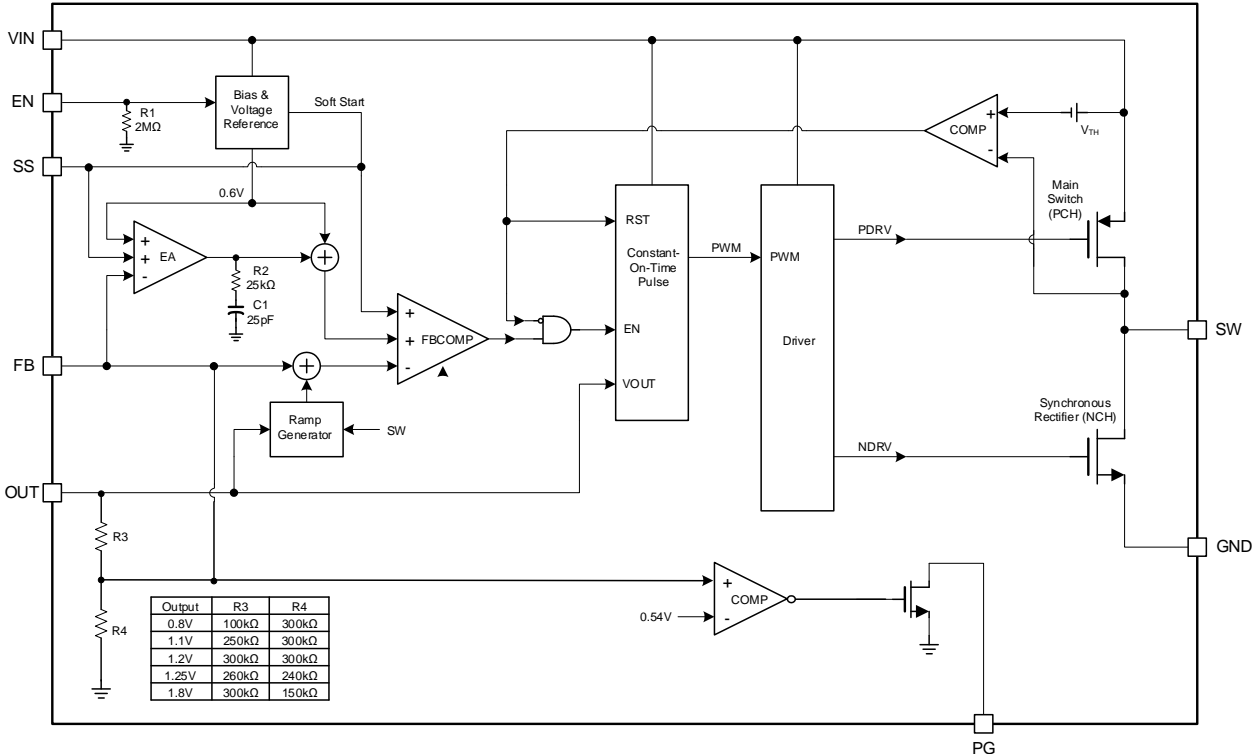 VIN
EN
R1
2MΩ
Bias &
Voltage
Reference
Soft Start
SS
0.6V
+
+
-
EA
R2
25kΩ
C1
25pF
+
+
+
-
FBCOMP
FB
+
Ramp
Generator
SW
OUT
R3
R4
Output R3 R4
0.8V 100kΩ 300kΩ
1.1V 250kΩ 300kΩ
1.2V 300kΩ 300kΩ
1.25V 260kΩ 240kΩ
1.8V 300kΩ 150kΩ
RST
Constant-
On-Time
Pulse
EN
VOUT
PWM
PWM
Driver
COMP
+
-
VTH
Main
Switch
(PCH)
PDRV
SW
Synchronous
Rectifier (NCH)
NDRV
GND
+
-
COMP
0.54V
PG